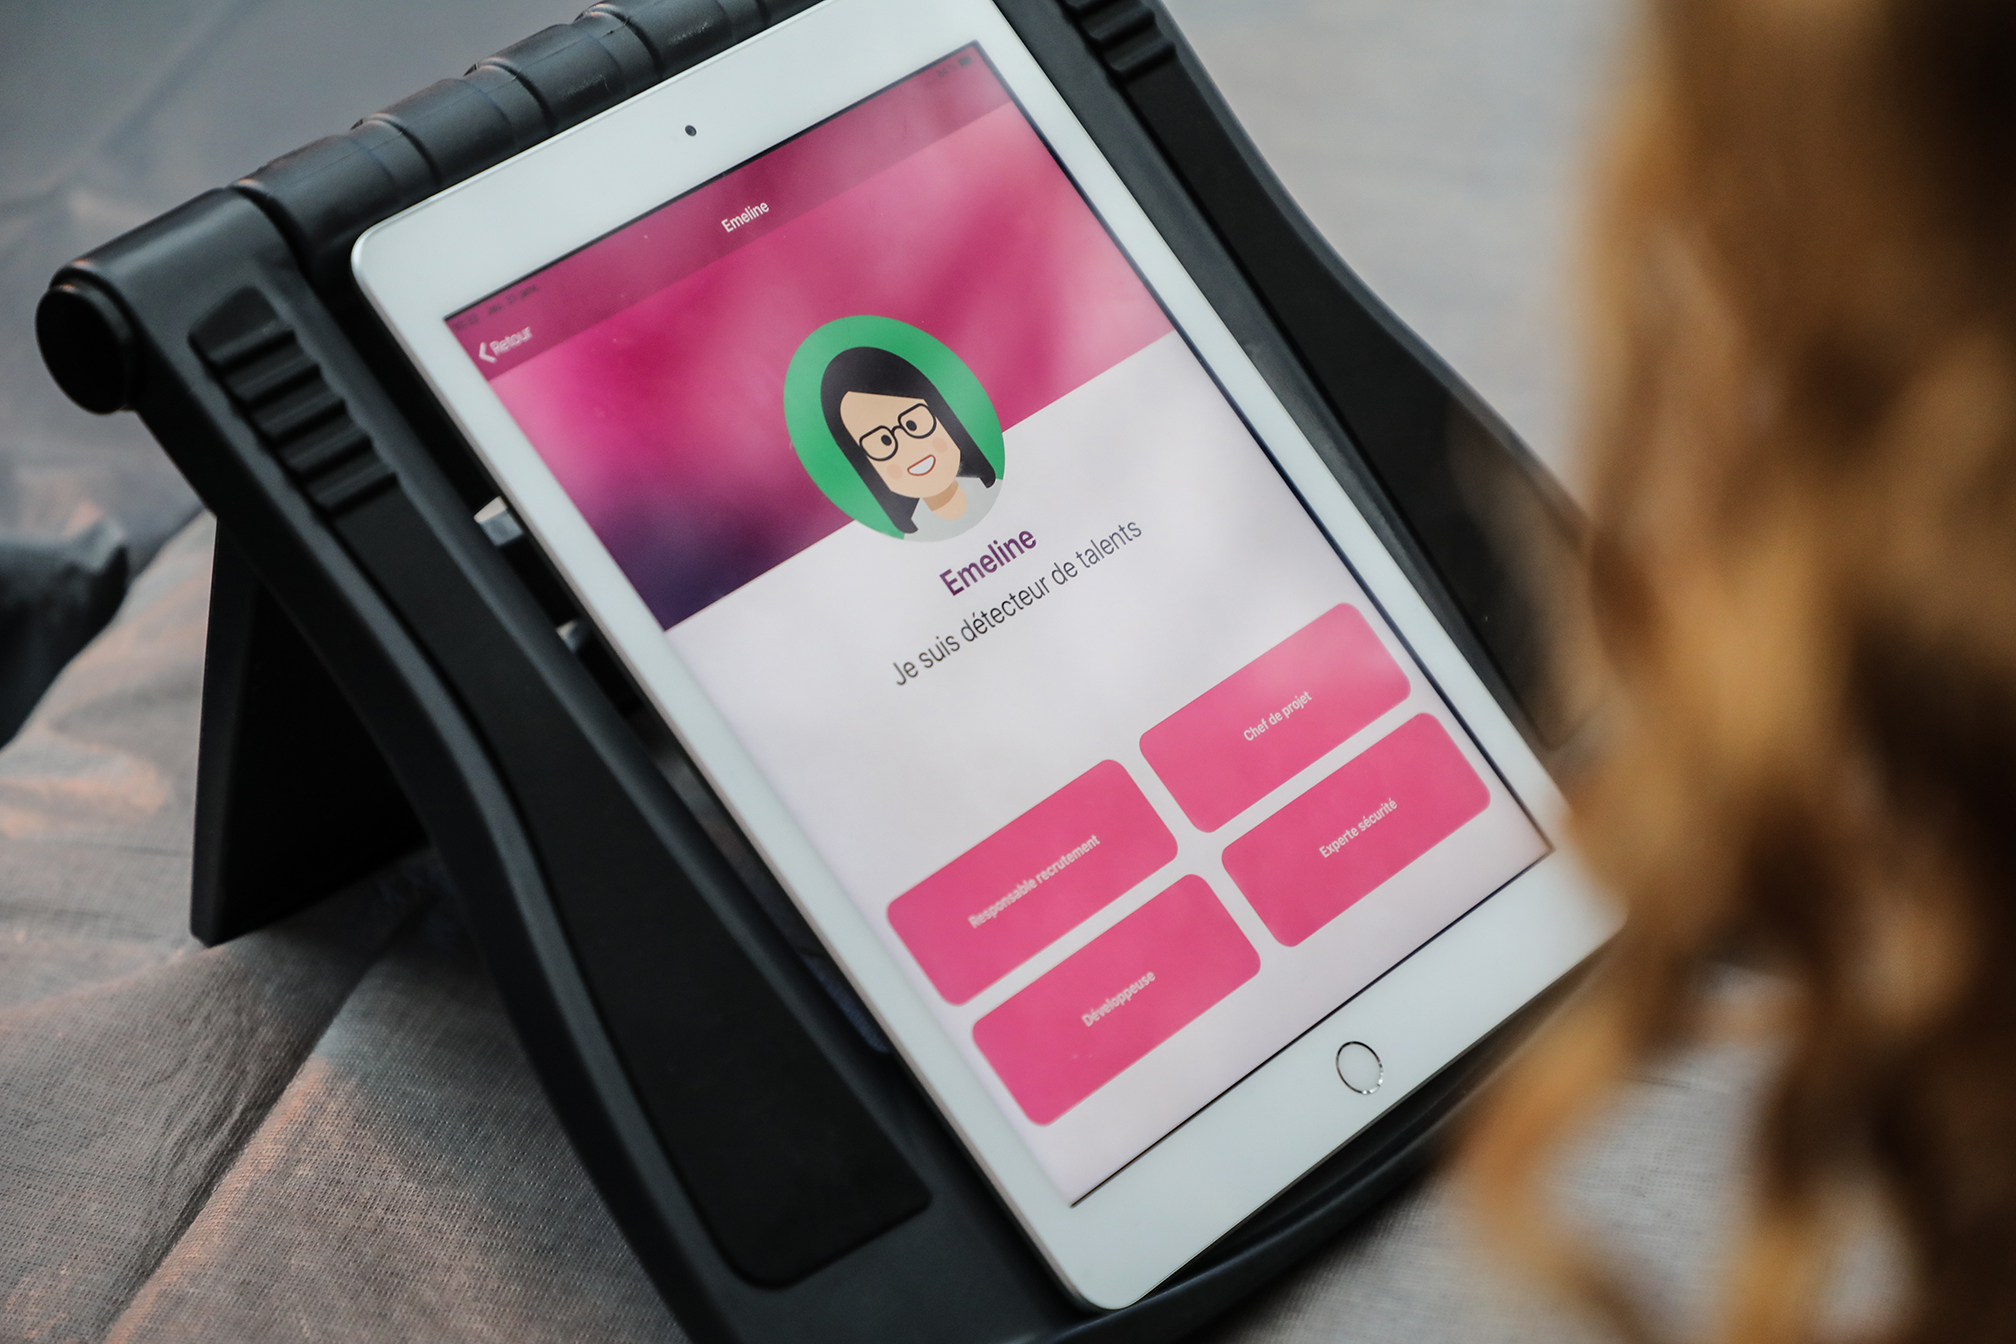 Emeline
Retour
Emeline
Je suis détecteur de talents
Responsable recrutement
Chef de projet
Développeuse
Experte sécurité